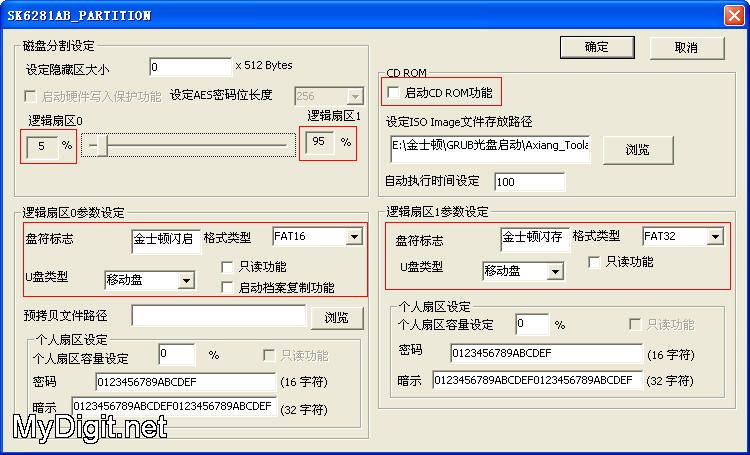 SK6281AB_PARTITION
磁盘分割设定
设定隐藏区大小 0 x 512 Bytes
启动硬件写入保护功能 设定AES密码位长度 256
逻辑扇区0 逻辑扇区1
5 % 95 %
确定 取消
CD ROM
启动CD ROM功能
设定ISO Image文件存放路径
E:\金士顿\GRUB光盘启动\Axiang_Toola 浏览
自动执行时间设定 100
逻辑扇区0参数设定
盘符标志 金士顿闪启 格式类型 FAT16
U盘类型 移动盘 只读功能
启动档案复制功能
预拷贝文件路径 浏览
个人扇区设定
个人扇区容量设定 0 % 只读功能
密码 0123456789ABCDEF (16 字符)
暗示 0123456789ABCDEF0123456789ABCDEF (32 字符)
逻辑扇区1参数设定
盘符标志 金士顿闪存 格式类型 FAT32
U盘类型 移动盘 只读功能
个人扇区设定
个人扇区容量设定 0 % 只读功能
密码 0123456789ABCDEF (16 字符)
暗示 0123456789ABCDEF0123456789ABCDEF (32 字符)
MyDigit.net